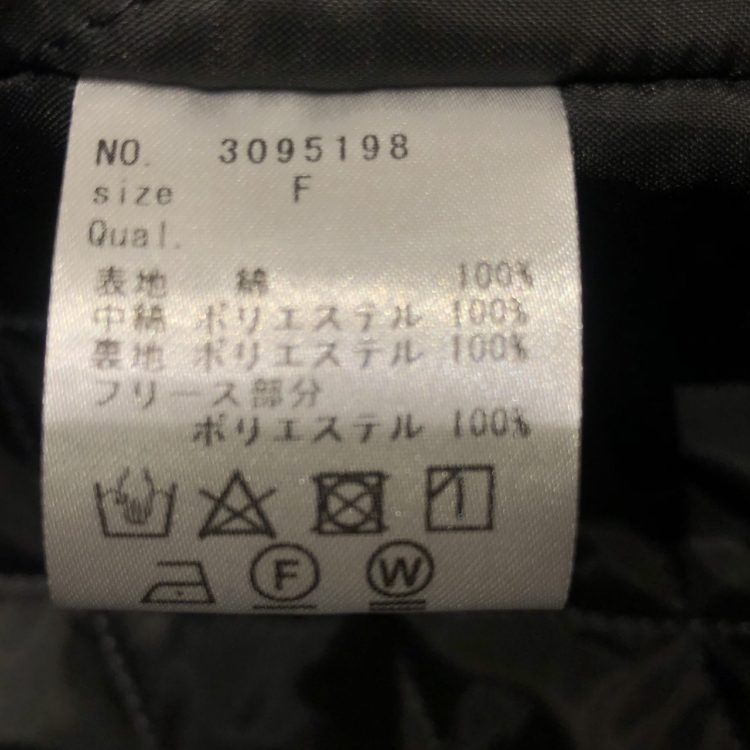 NO. 3095198
size F
Qual.
表地 綿 100%
中綿 ポリエステル 100%
裏地 ポリエステル 100%
フリース部分
ポリエステル 100%
F W